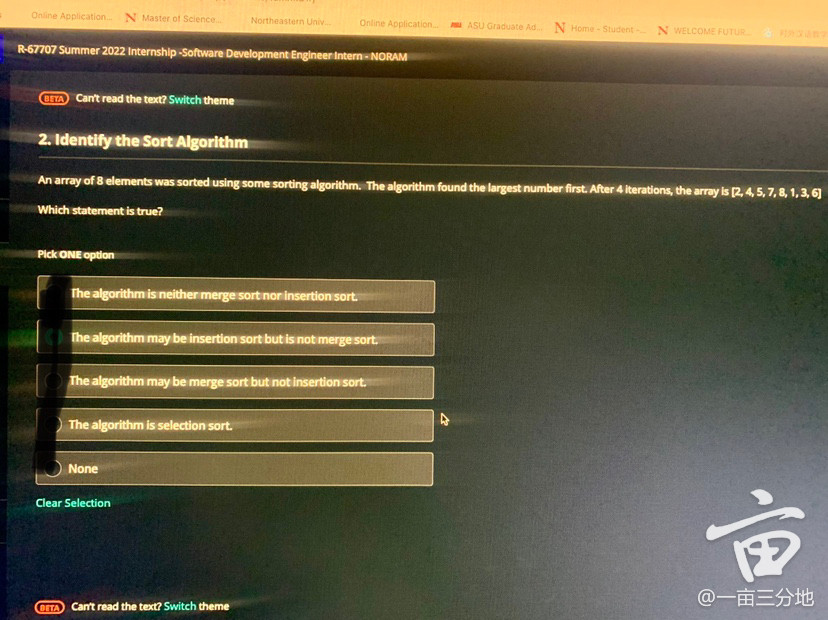 Online Application... N Master of Science... Northeastern Univ... Online Application... ASU Graduate Ad... N Home - Student -... N WELCOME FUTUR...
R-67707 Summer 2022 Internship -Software Development Engineer Intern - NORAM
BETA Can't read the text? Switch theme
2. Identify the Sort Algorithm
An array of 8 elements was sorted using some sorting algorithm. The algorithm found the largest number first. After 4 iterations, the array is [2, 4, 5, 7, 8, 1, 3, 6]
Which statement is true?
Pick ONE option
The algorithm is neither merge sort nor insertion sort.
The algorithm may be insertion sort but is not merge sort.
The algorithm may be merge sort but not insertion sort.
The algorithm is selection sort.
None
Clear Selection
BETA Can't read the text? Switch theme
亩
@一亩三分地